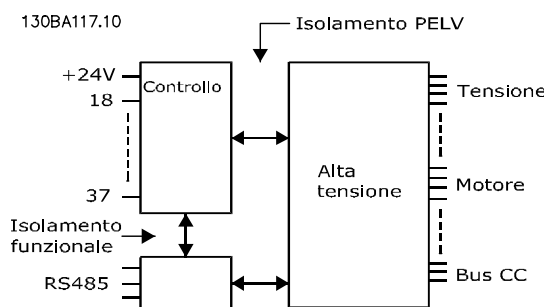 130BA117.10
Isolamento PELV
+24V
18
37
Controllo
Alta
tensione
Tensione
Motore
Bus CC
Isolamento
funzionale
RS485